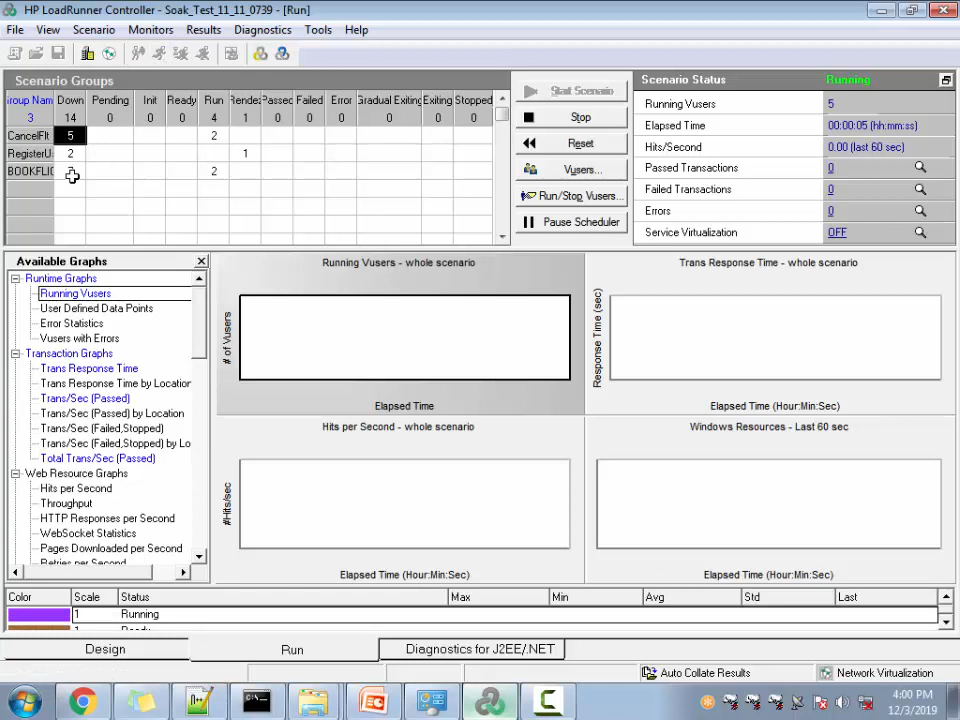 HP LoadRunner Controller - Soak_Test_11_11_0739 - [Run]
File View Scenario Monitors Results Diagnostics Tools Help
Scenario Groups
Group Nam Down Pending Init Ready Run Rendez Passed Failed Error Gradual Exiting Exiting Stopped
3 14 0 0 0 4 1 0 0 0 0 0 0
CancelFlt 5 2
RegisterU 2 1
BOOKFLIG 2
Start Scenario
Stop
Reset
Vusers...
Run/Stop Vusers...
Pause Scheduler
Scenario Status Running
Running Vusers 5
Elapsed Time 00:00:05 (hh:mm:ss)
Hits/Second 0.00 (last 60 sec)
Passed Transactions 0
Failed Transactions 0
Errors 0
Service Virtualization OFF
Available Graphs
Runtime Graphs
Running Vusers
User Defined Data Points
Error Statistics
Vusers with Errors
Transaction Graphs
Trans Response Time
Trans Response Time by Location
Trans/Sec (Passed)
Trans/Sec (Passed) by Location
Trans/Sec (Failed,Stopped)
Trans/Sec (Failed,Stopped) by Lo
Total Trans/Sec (Passed)
Web Resource Graphs
Hits per Second
Throughput
HTTP Responses per Second
WebSocket Statistics
Pages Downloaded per Second
Retries per Second
Running Vusers - whole scenario
# of Vusers
Elapsed Time
Trans Response Time - whole scenario
Response Time (sec)
Elapsed Time (Hour:Min:Sec)
Hits per Second - whole scenario
#Hits/sec
Elapsed Time (Hour:Min:Sec)
Windows Resources - Last 60 sec
Elapsed Time (Hour:Min:Sec)
Color Scale Status Max Min Avg Std Last
1 Running
1 Ready
Design Run Diagnostics for J2EE/.NET
Auto Collate Results Network Virtualization
4:00 PM
12/3/2019